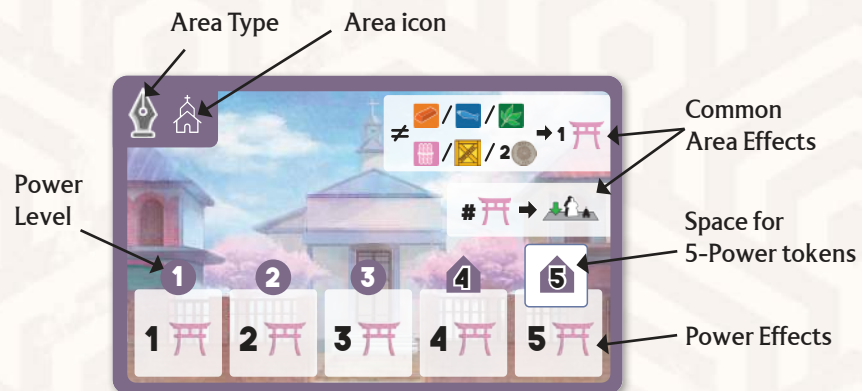 Area Type
Area icon
≠ / / → 1
/ / 2
Common
Area Effects
# →
Power
Level
Space for
5-Power tokens
1 2 3 4 5
1 2 3 4 5
Power Effects